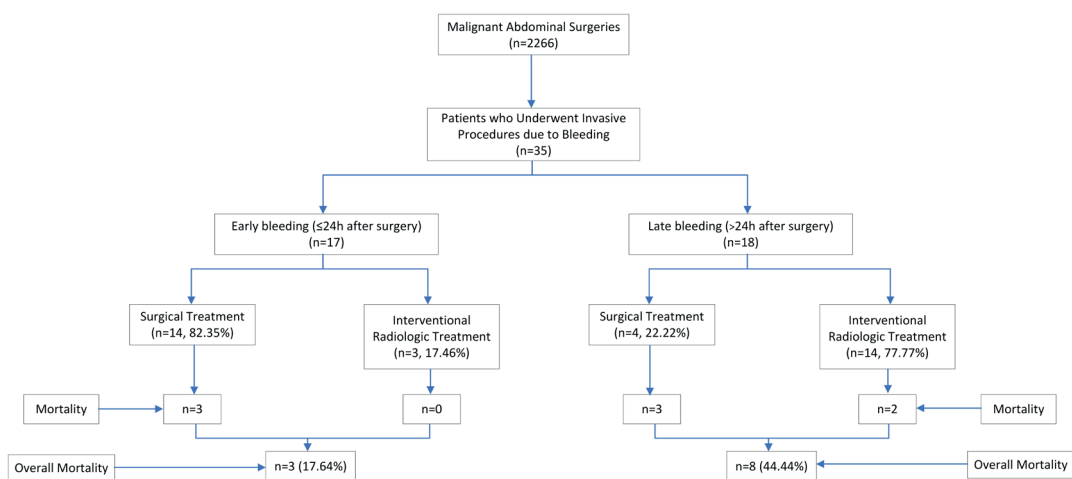 Malignant Abdominal Surgeries
(n=2266)
Patients who Underwent Invasive
Procedures due to Bleeding
(n=35)
Early bleeding (≤24h after surgery)
(n=17)
Late bleeding (>24h after surgery)
(n=18)
Surgical Treatment
(n=14, 82.35%)
Interventional
Radiologic Treatment
(n=3, 17.46%)
Surgical Treatment
(n=4, 22.22%)
Interventional
Radiologic Treatment
(n=14, 77.77%)
Mortality
n=3
n=0
n=3
n=2
Mortality
Overall Mortality
n=3 (17.64%)
n=8 (44.44%)
Overall Mortality